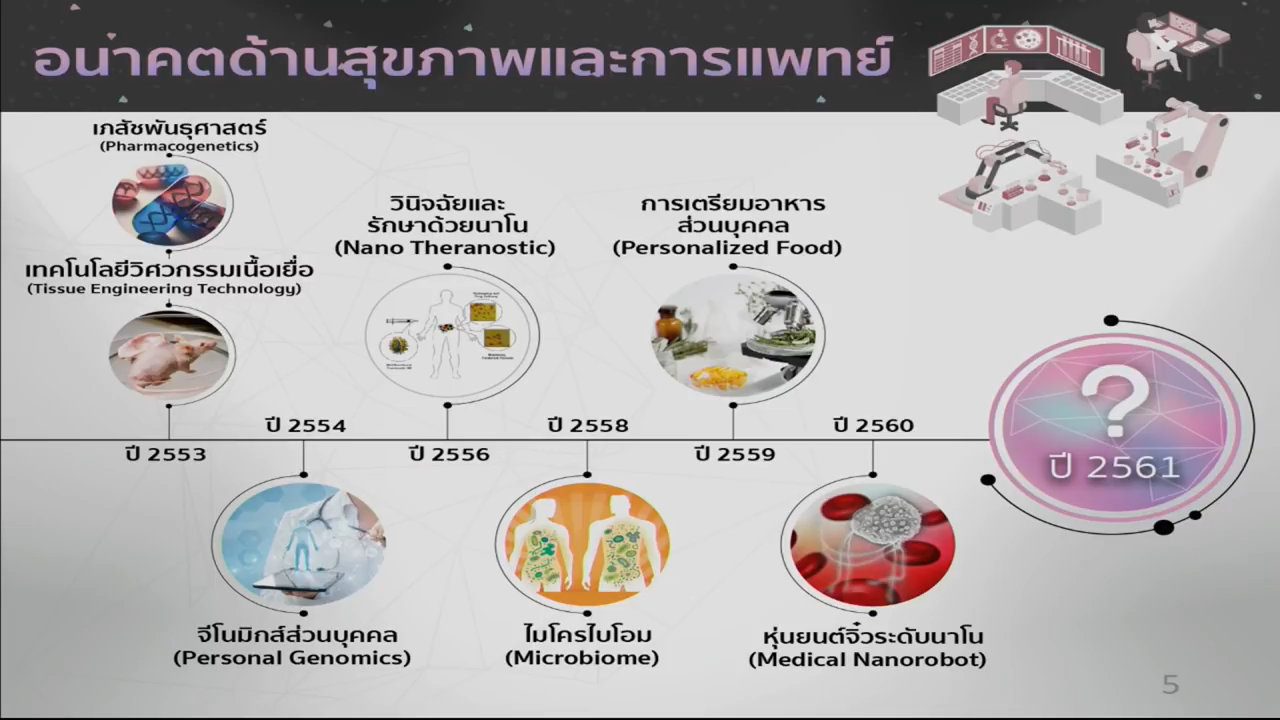 อนาคตด้านสุขภาพและการแพทย์
เภสัชพันธุศาสตร์
(Pharmacogenetics)
เทคโนโลยีวิศวกรรมเนื้อเยื่อ
(Tissue Engineering Technology)
วินิจฉัยและ
รักษาด้วยนาโน
(Nano Theranostic)
การเตรียมอาหาร
ส่วนบุคคล
(Personalized Food)
ปี 2553
ปี 2554
ปี 2556
ปี 2558
ปี 2559
ปี 2560
?
ปี 2561
จีโนมิกส์ส่วนบุคคล
(Personal Genomics)
ไมโครไบโอม
(Microbiome)
หุ่นยนต์จิ๋วระดับนาโน
(Medical Nanorobot)
5